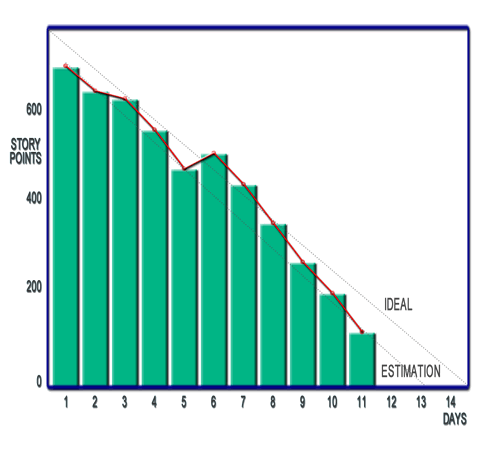 600
STORY
POINTS
400
200
IDEAL
ESTIMATION
0
1 2 3 4 5 6 7 8 9 10 11 12 13 14
DAYS